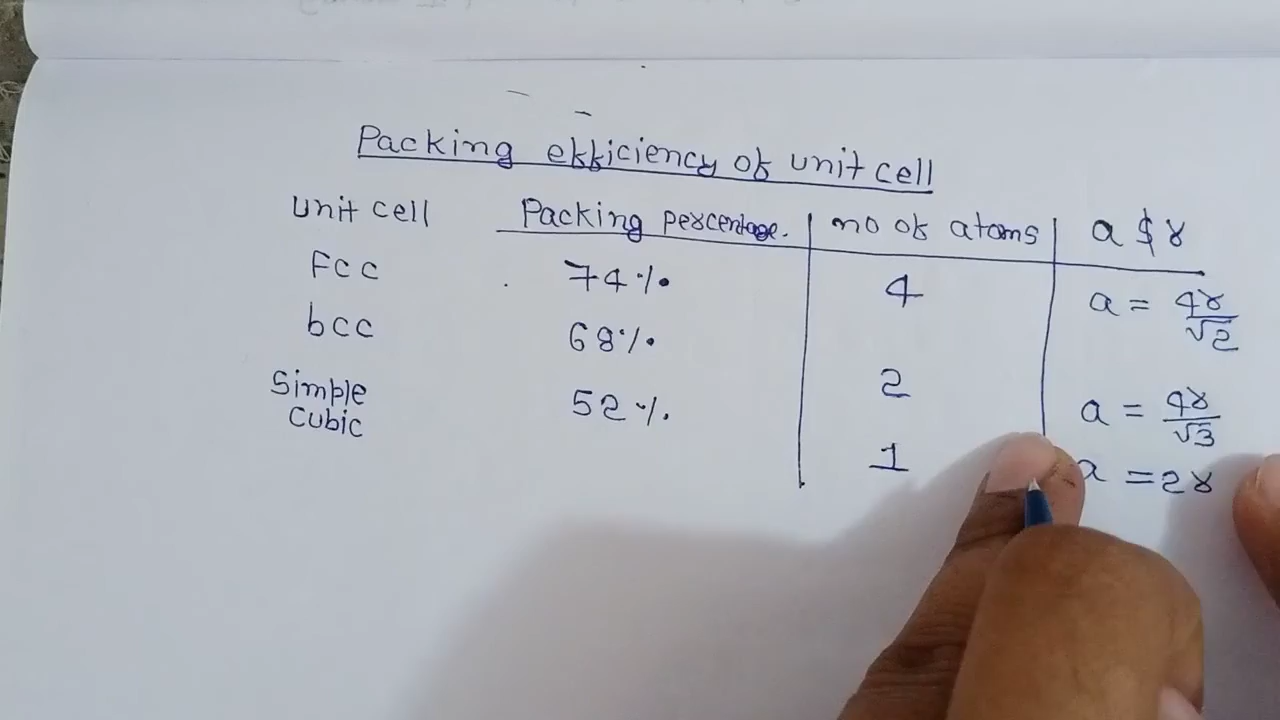 Packing efficiency of unit cell
unit cell Packing percentage. no of atoms a & r
Fcc 74% 4 a = 4r/√2
bcc 68% 2 a = 4r/√3
Simple cubic 52% 1 a = 2r